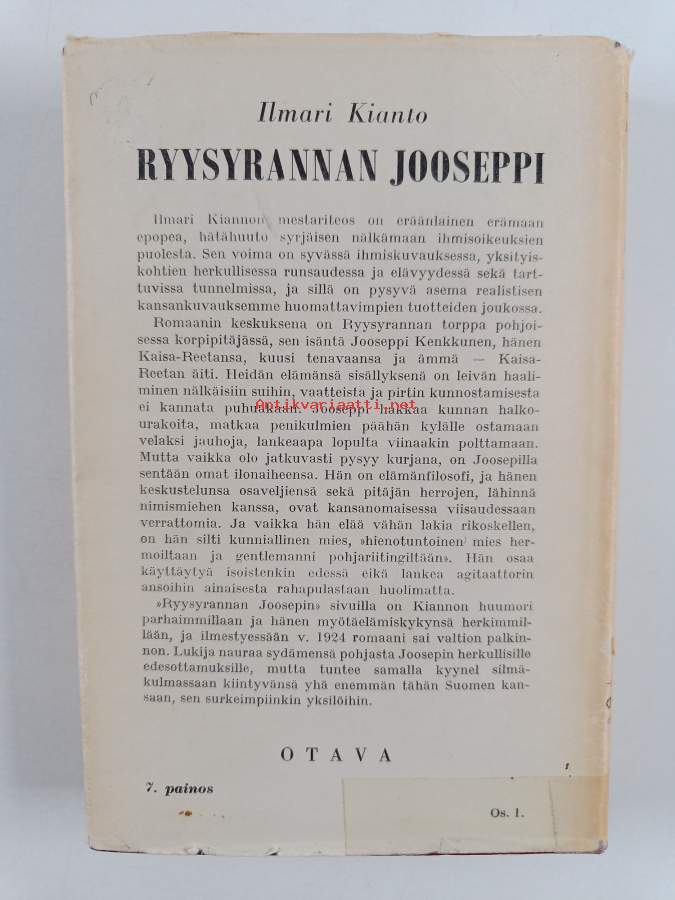 Ilmari Kianto
RYYSYRANNAN JOOSEPPI
Ilmari Kiannon mestariteos on eräänlainen erämaan
epopea, hätähuuto syrjäisen nälkämaan ihmisoikeuksien
puolesta. Sen voima on syvässä ihmiskuvauksessa, yksityis-
kohtien herkullisessa runsaudessa ja elävyydessä sekä tart-
tuvissa tunnelmissa, ja sillä on pysyvä asema realistisen
kansankuvauksemme huomattavimpien tuotteiden joukossa.
Romaanin keskuksena on Ryysyrannan torppa pohjoi-
sessa korpipitäjässä, sen isäntä Jooseppi Kenkkunen, hänen
Kaisa-Reetansa, kuusi tenavaansa ja ämmä — Kaisa-
Reetan äiti. Heidän elämänsä sisällyksenä on leivän haali-
minen nälkäisiin suihin, vaatteista ja pirtin kunnostamisesta
ei kannata puhuakaan. Jooseppi hankaa kunnan halko-
urakoita, matkaa penikulmien päähän kylälle ostamaan
velaksi jauhoja, lankeaapa lopulta viinaakin polttamaan.
Mutta vaikka olo jatkuvasti pysyy kurjana, on Joosepilla
sentään omat ilonaiheensa. Hän on elämänfilosofi, ja hänen
keskustelunsa osaveljiensä sekä pitäjän herrojen, lähinnä
nimismiehen kanssa, ovat kansanomaisessa viisaudessaan
verrattomia. Ja vaikka hän elää vähän lakia rikoskellen,
on hän silti kunniallinen mies, »hienotuntoinen mies her-
moiltaan ja gentlemanni pohjariitingiltään». Hän osaa
käyttäytyä isoistenkin edessä eikä lankea agitaattorin
ansoihin ainaisesta rahapulastaan huolimatta.
»Ryysyrannan Joosepin» sivuilla on Kiannon huumori
parhaimmillaan ja hänen myötäelämiskykynsä herkimmil-
lään, ja ilmestyessään v. 1924 romaani sai valtion palkin-
non. Lukija nauraa sydämensä pohjasta Joosepin herkullisille
edesottamuksille, mutta tuntee samalla kyynel silmä-
kulmassaan kiintyvänsä yhä enemmän tähän Suomen kan-
saan, sen surkeimpiinkin yksilöihin.
OTAVA
7. painos
Os. 1.
Antikvariaatti.net